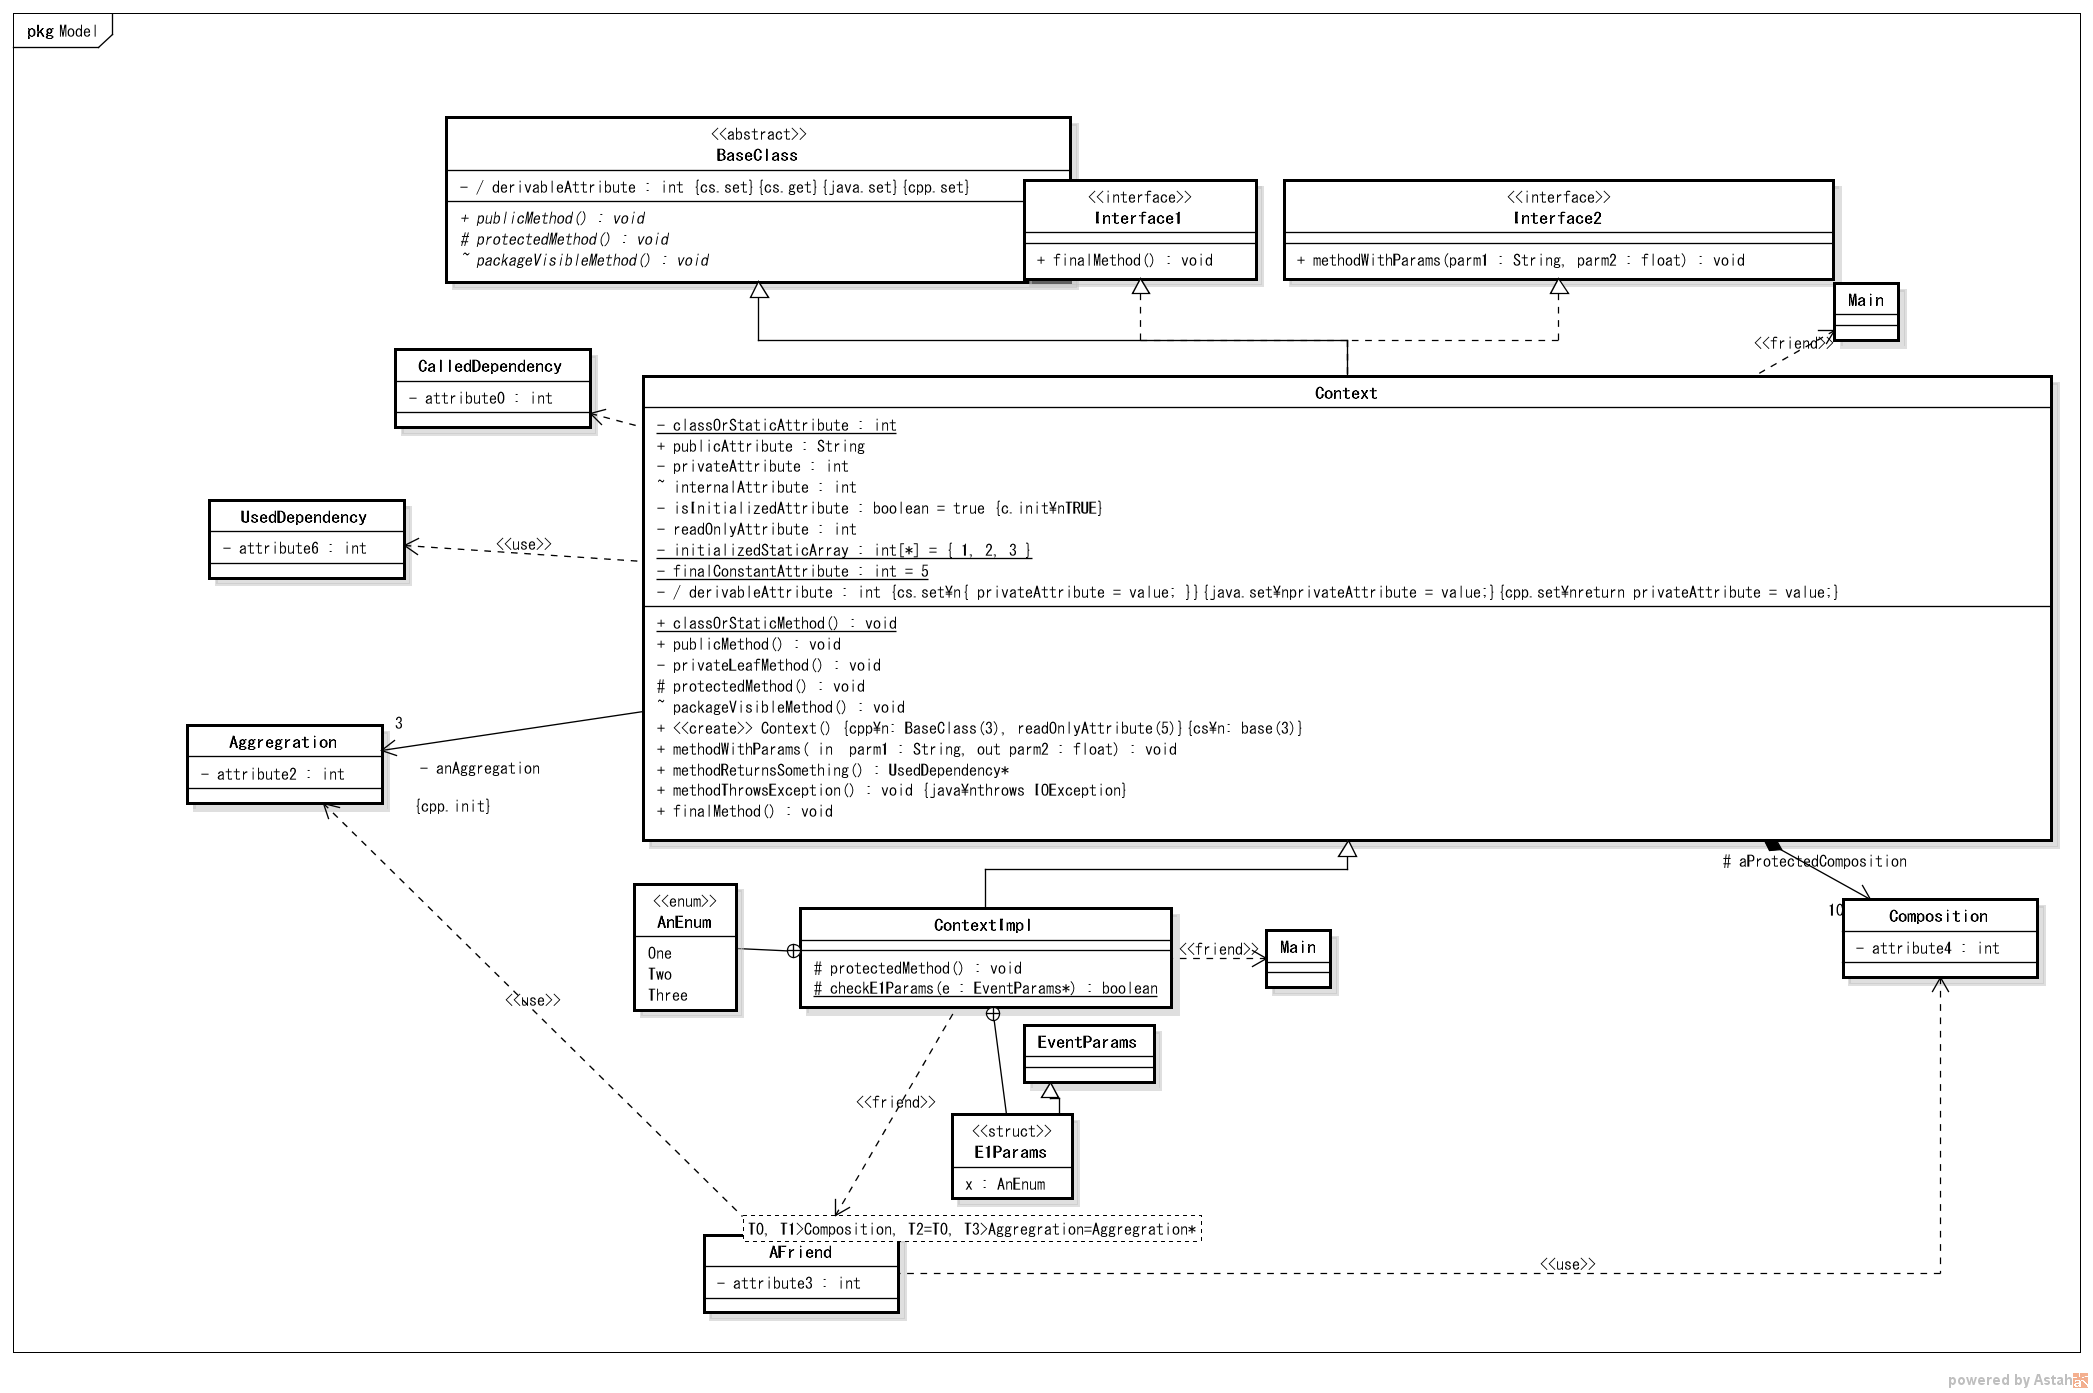 pkg Model
<<abstract>>
BaseClass
- / derivableAttribute : int {cs.set}{cs.get}{java.set}{cpp.set}
+ publicMethod() : void
# protectedMethod() : void
~ packageVisibleMethod() : void
<<interface>>
Interface1
+ finalMethod() : void
<<interface>>
Interface2
+ methodWithParams(parm1 : String, parm2 : float) : void
Main
<<friend>>
CalledDependency
- attribute0 : int
UsedDependency
- attribute6 : int
<<use>>
Context
- classOrStaticAttribute : int
+ publicAttribute : String
- privateAttribute : int
~ internalAttribute : int
- isInitializedAttribute : boolean = true {c.init¥nTRUE}
- readOnlyAttribute : int
- initializedStaticArray : int[*] = { 1, 2, 3 }
- finalConstantAttribute : int = 5
- / derivableAttribute : int {cs.set¥n{ privateAttribute = value; }}{java.set¥nprivateAttribute = value;}{cpp.set¥nreturn privateAttribute = value;}
+ classOrStaticMethod() : void
+ publicMethod() : void
- privateLeafMethod() : void
# protectedMethod() : void
~ packageVisibleMethod() : void
+ <<create>> Context() {cpp¥n: BaseClass(3), readOnlyAttribute(5)}{cs¥n: base(3)}
+ methodWithParams( in  parm1 : String, out parm2 : float) : void
+ methodReturnsSomething() : UsedDependency*
+ methodThrowsException() : void {java¥nthrows IOException}
+ finalMethod() : void
3
Aggregration
- attribute2 : int
- anAggregation
{cpp.init}
# aProtectedComposition
10
Composition
- attribute4 : int
<<enum>>
AnEnum
One
Two
Three
ContextImpl
# protectedMethod() : void
# checkE1Params(e : EventParams*) : boolean
<<friend>>
Main
<<use>>
EventParams
<<friend>>
<<struct>>
E1Params
x : AnEnum
T0, T1>Composition, T2=T0, T3>Aggregration=Aggregration*
AFriend
- attribute3 : int
<<use>>
powered by Astah